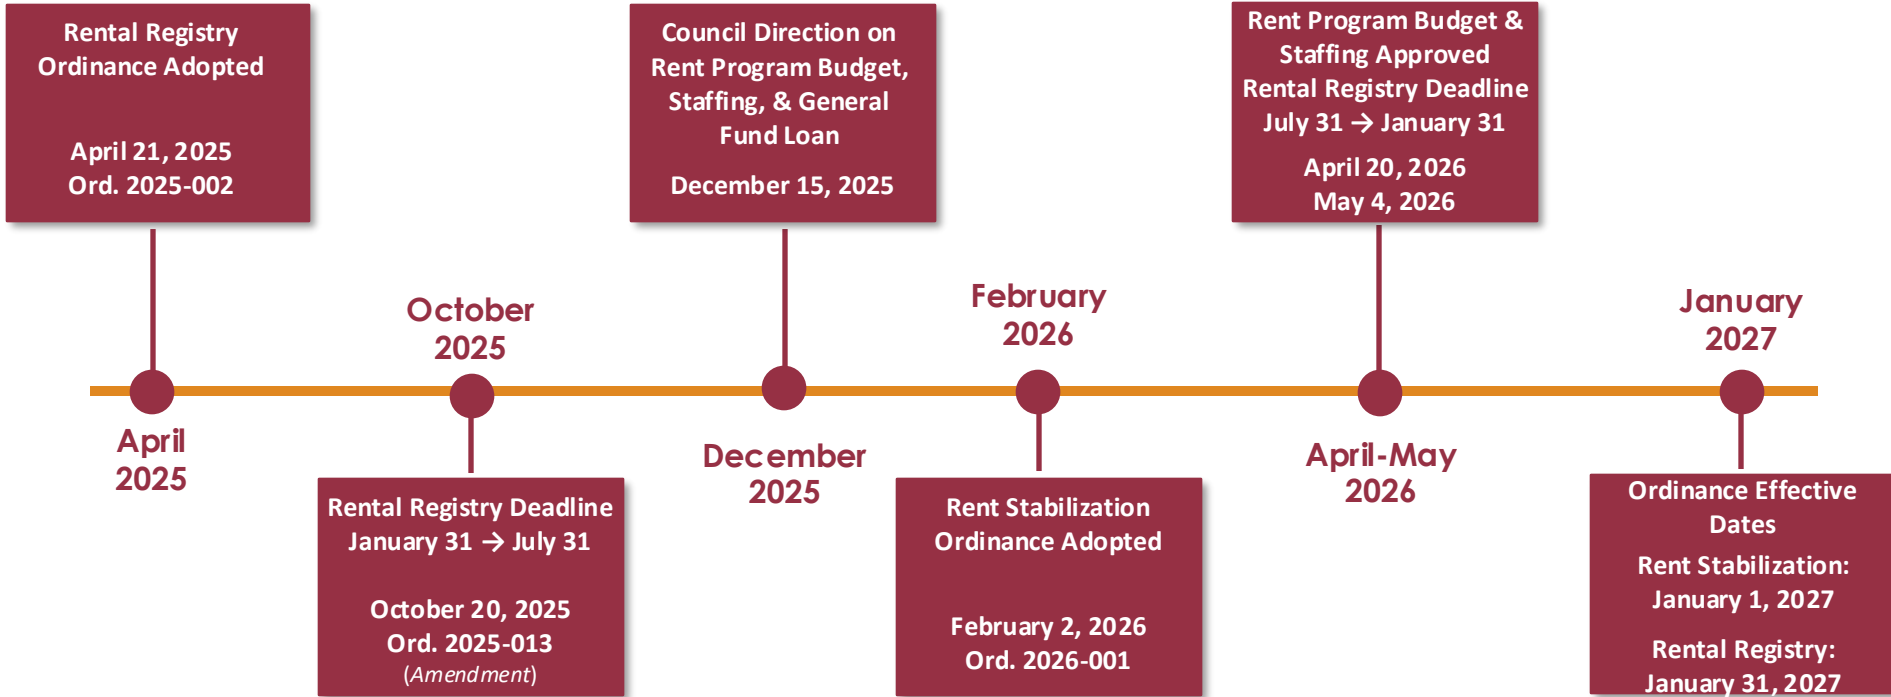 Rental Registry
Ordinance Adopted
April 21, 2025
Ord. 2025-002
April
2025
October
2025
Rental Registry Deadline
January 31 → July 31
October 20, 2025
Ord. 2025-013
(Amendment)
Council Direction on
Rent Program Budget,
Staffing, & General
Fund Loan
December 15, 2025
December
2025
February
2026
Rent Stabilization
Ordinance Adopted
February 2, 2026
Ord. 2026-001
Rent Program Budget &
Staffing Approved
Rental Registry Deadline
July 31 → January 31
April 20, 2026
May 4, 2026
April-May
2026
January
2027
Ordinance Effective
Dates
Rent Stabilization:
January 1, 2027
Rental Registry:
January 31, 2027